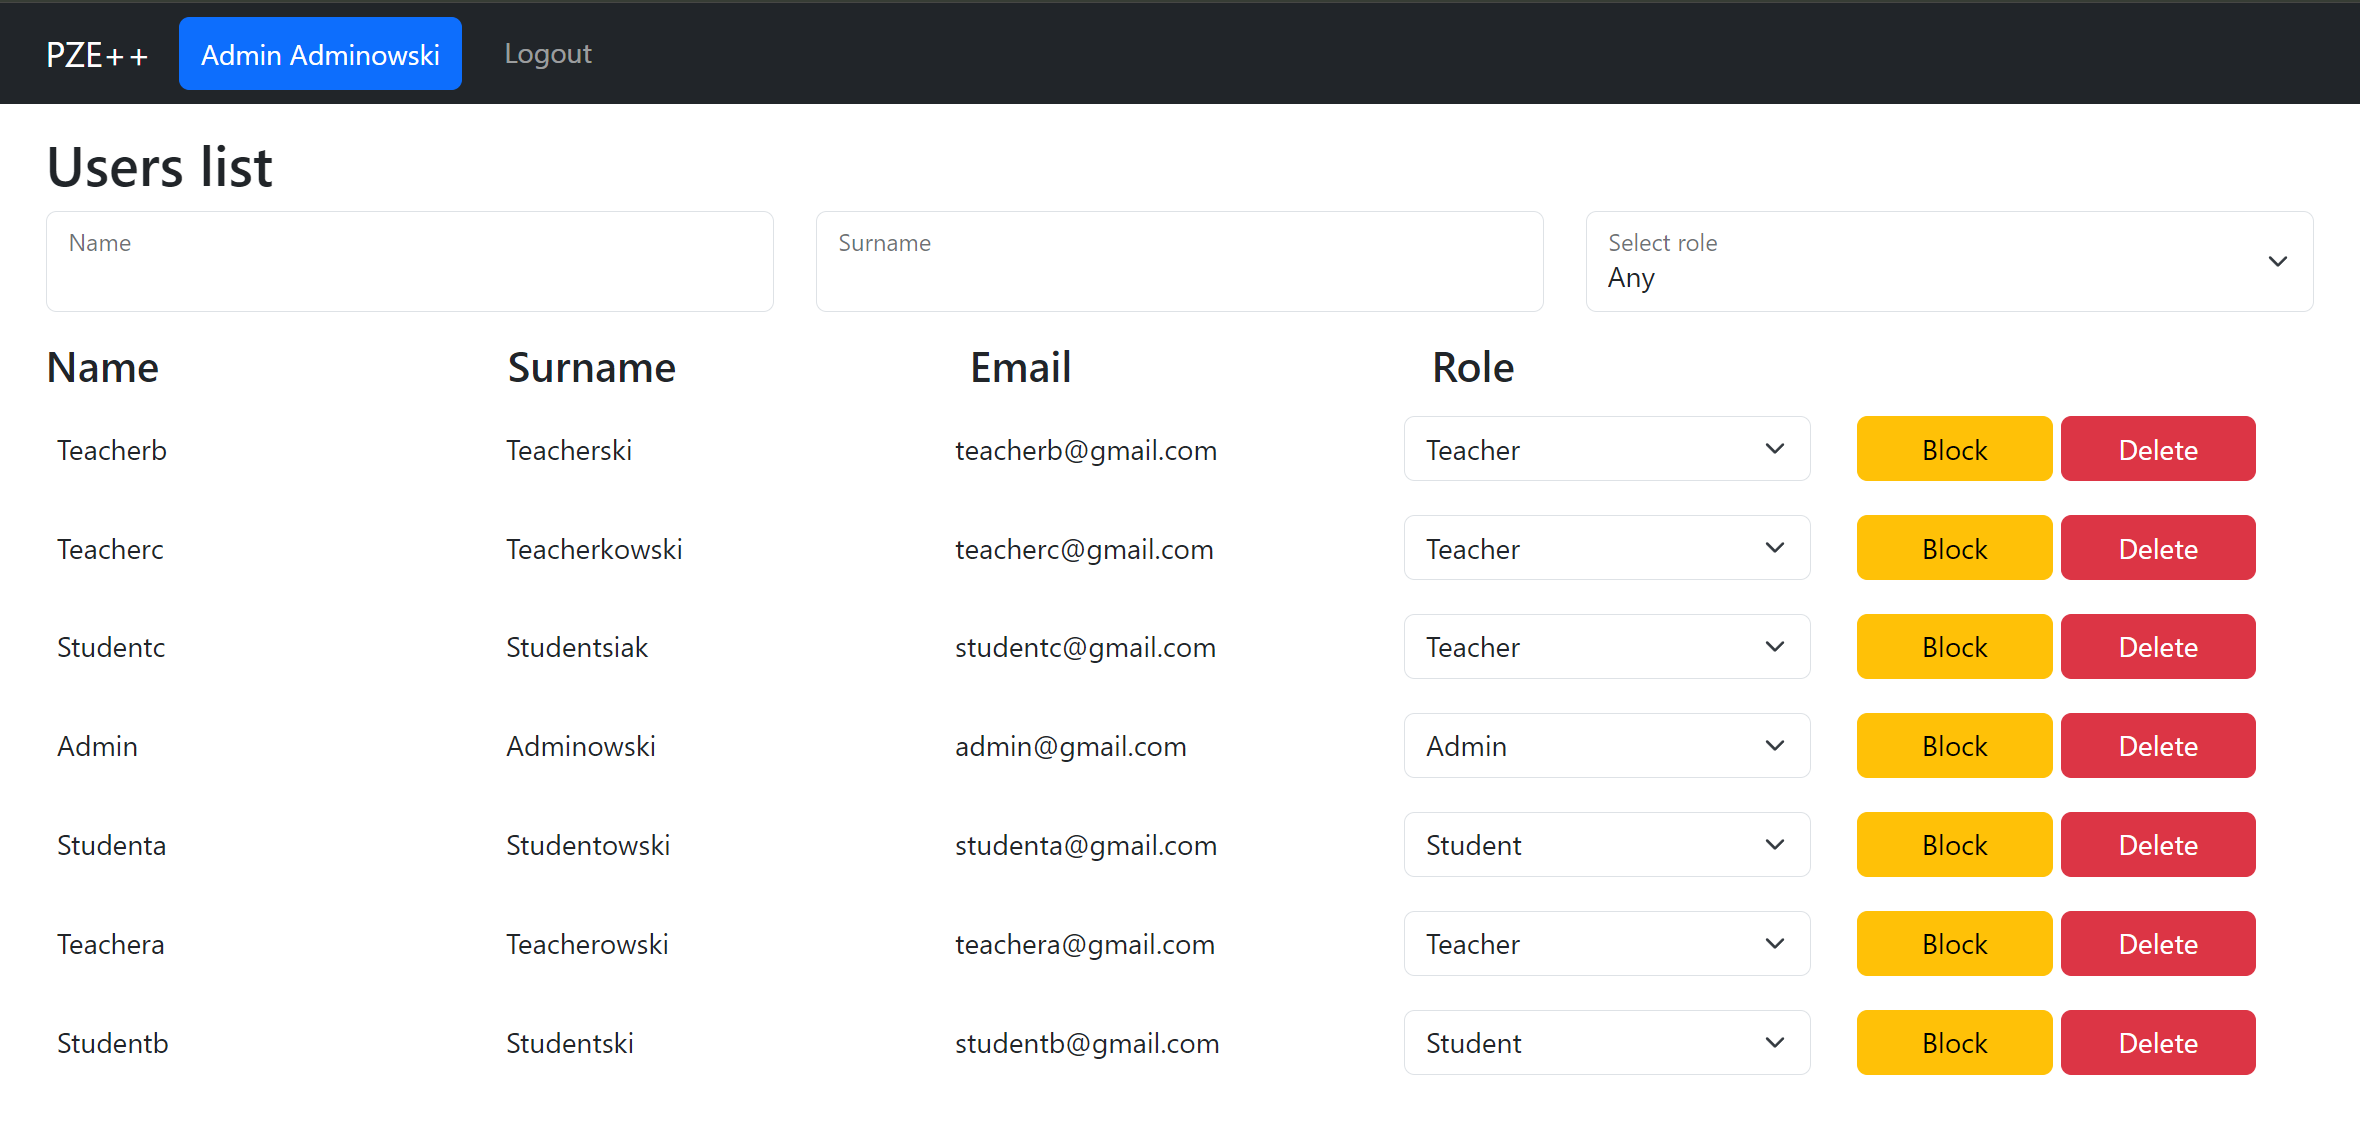 PZE++ Admin Adminowski Logout
Users list
Name Surname Select role
Any
Name Surname Email Role
Teacherb Teacherski teacherb@gmail.com Teacher Block Delete
Teacherc Teacherkowski teacherc@gmail.com Teacher Block Delete
Studentc Studentsiak studentc@gmail.com Teacher Block Delete
Admin Adminowski admin@gmail.com Admin Block Delete
Studenta Studentowski studenta@gmail.com Student Block Delete
Teachera Teacherowski teachera@gmail.com Teacher Block Delete
Studentb Studentski studentb@gmail.com Student Block Delete